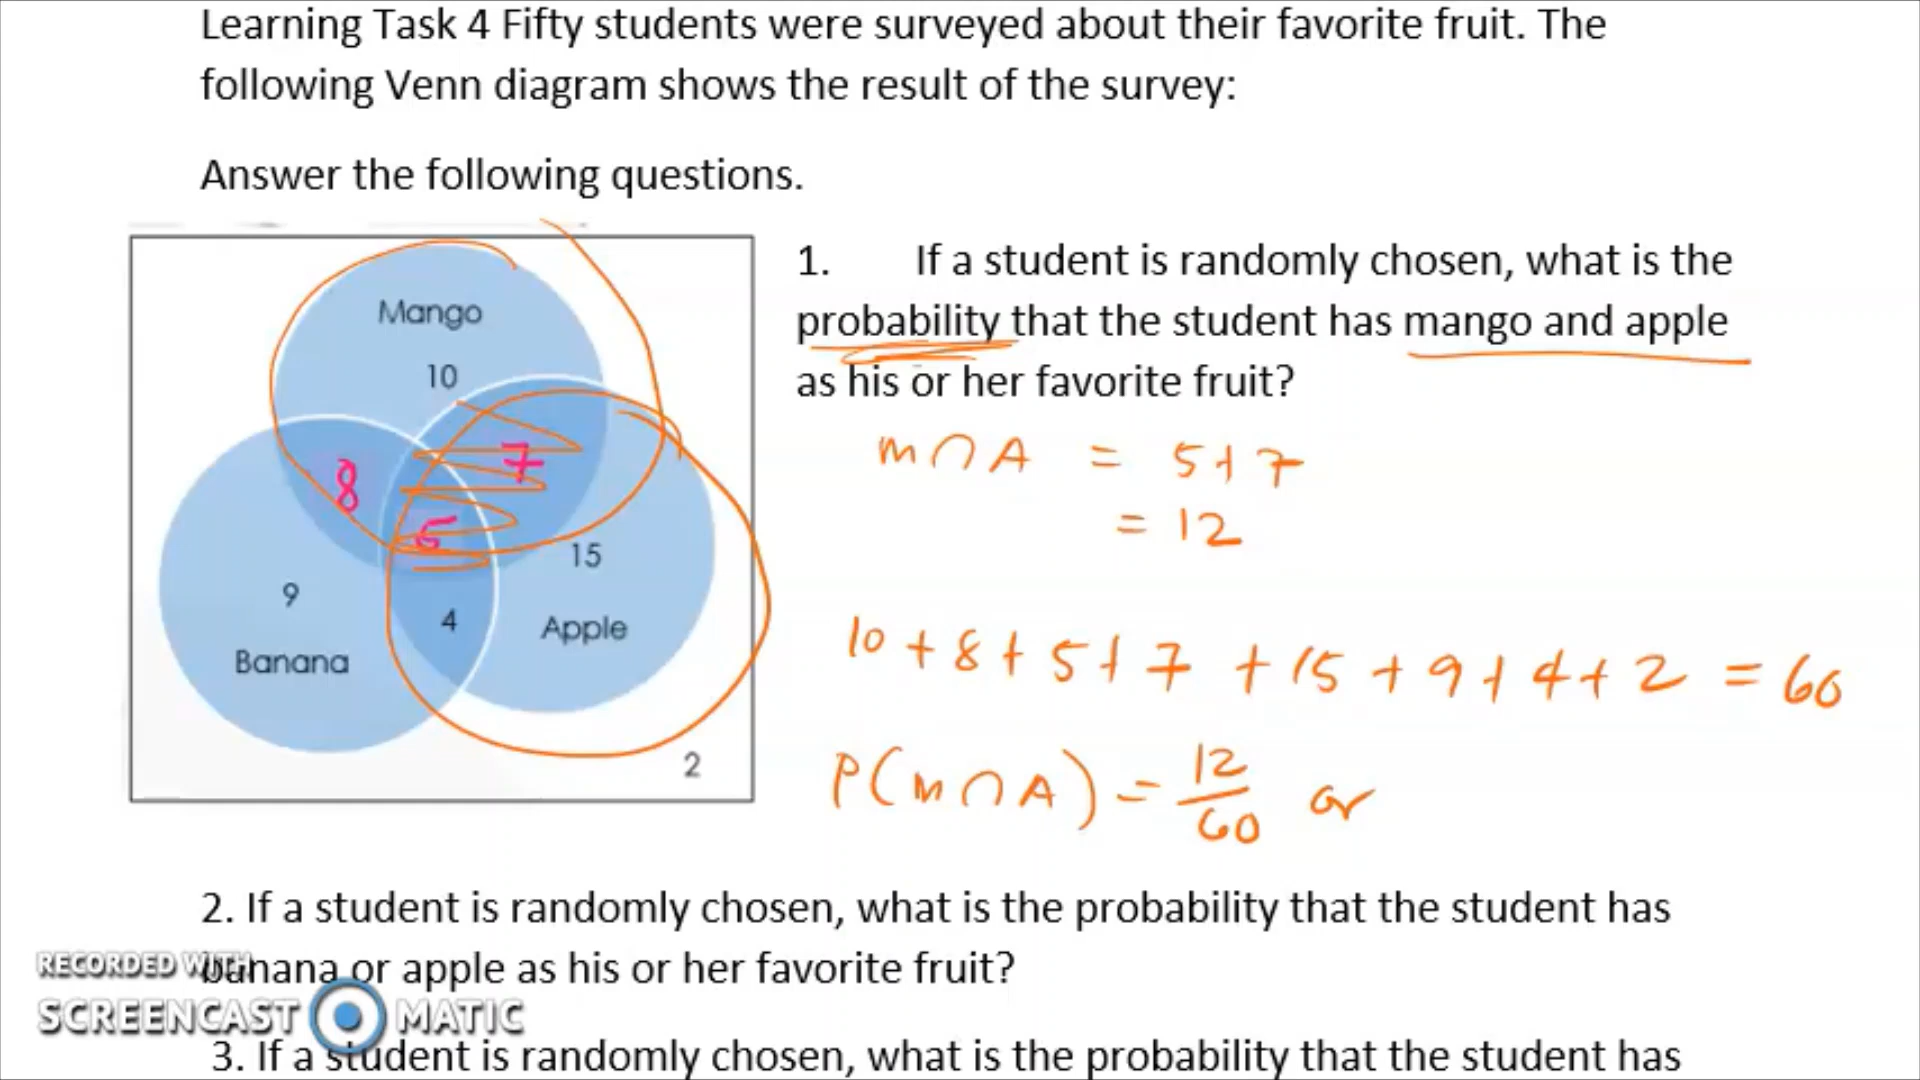 Learning Task 4 Fifty students were surveyed about their favorite fruit. The
following Venn diagram shows the result of the survey:
Answer the following questions.
Mango
10
8
7
5
15
9
4
Apple
Banana
2
1. If a student is randomly chosen, what is the
probability that the student has mango and apple
as his or her favorite fruit?
m∩A = 5+7
= 12
10 + 8 + 5 + 7 + 15 + 9 + 4 + 2 = 60
P(m∩A) = 12/60 or
2. If a student is randomly chosen, what is the probability that the student has
banana or apple as his or her favorite fruit?
RECORDED WITH
SCREENCAST MATIC
3. If a student is randomly chosen, what is the probability that the student has